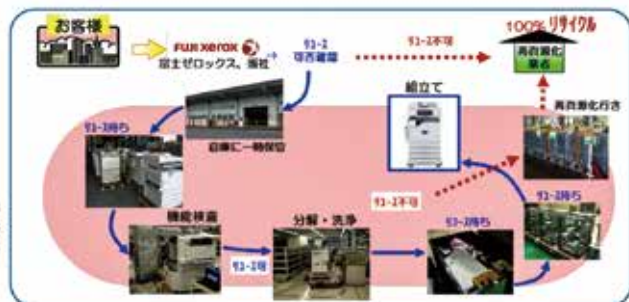 お客様
FUJI XEROX
富士ゼロックス。弊社
リユース
可否確認
リユース不可
100%リサイクル
再資源化
拠点
リユース待ち
倉庫に一時保管
組立て
再資源化行き
機能検査
リユース可
分解・洗浄
リユース不可
リユース待ち
リユース待ち